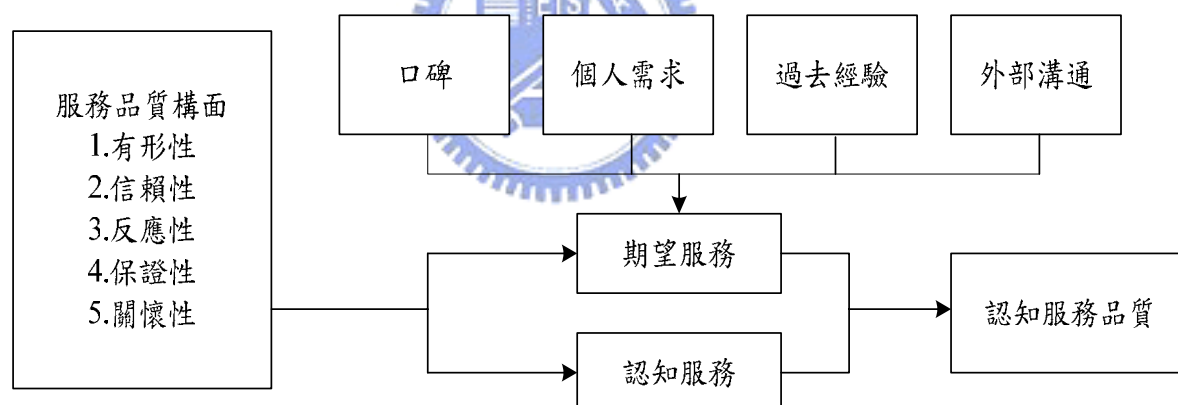 口碑
個人需求
過去經驗
外部溝通
服務品質構面
1.有形性
2.信賴性
3.反應性
4.保證性
5.關懷性
期望服務
認知服務
認知服務品質